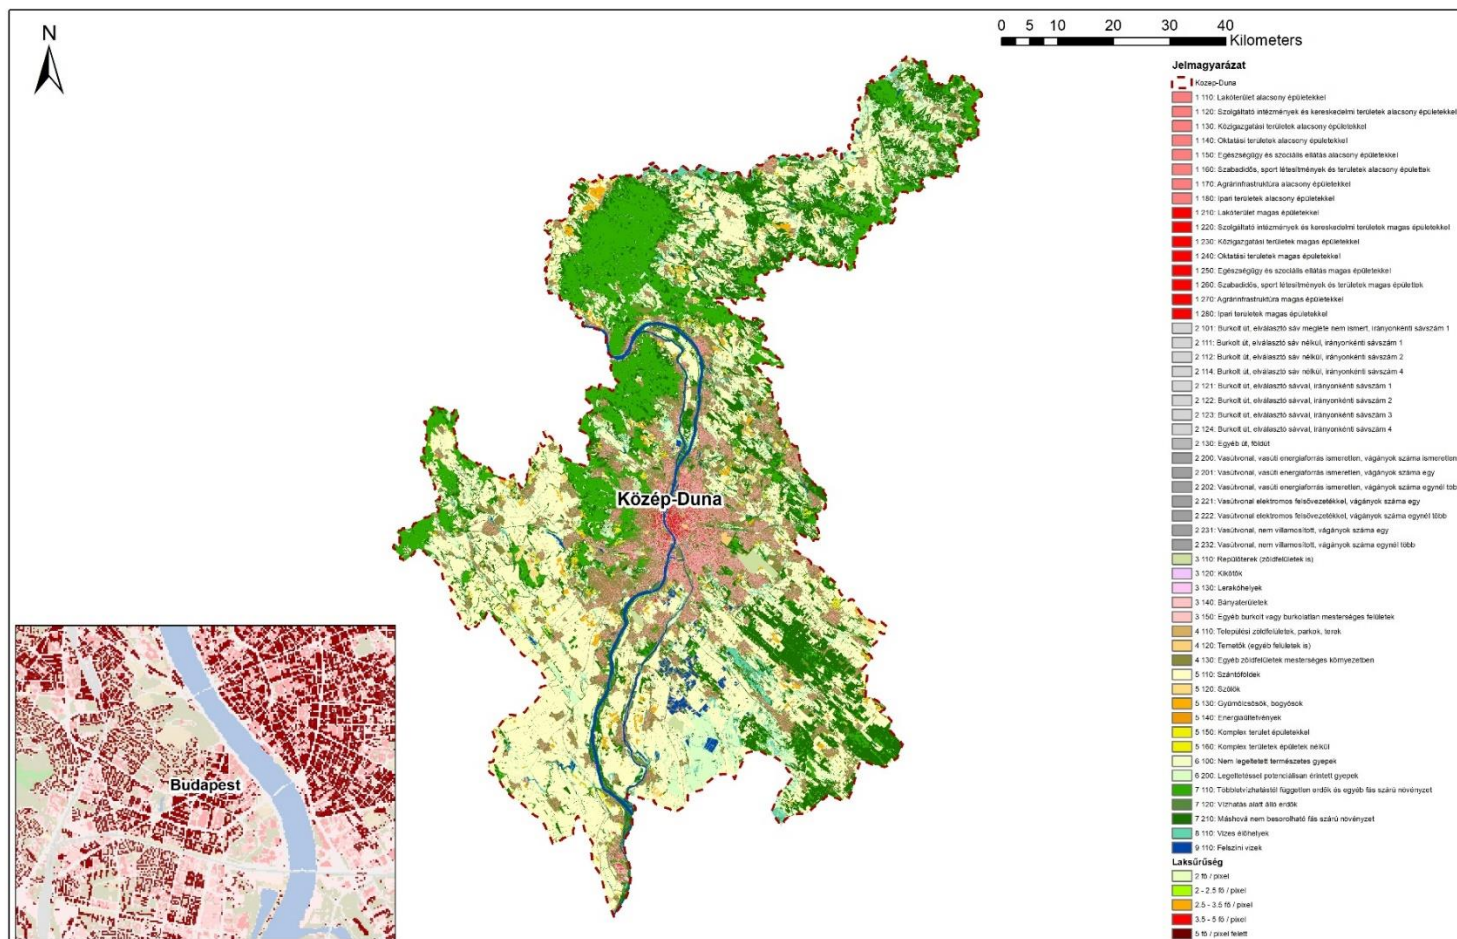 N
0 5 10 20 30 40
Kilometers
Jelmagyarázat
Kozep-Duna
1 110: Lakóterület alacsony épületekkel
1 120: Szolgáltató intézmények és kereskedelmi területek alacsony épületekkel
1 130: Közigazgatási területek alacsony épületekkel
1 140: Oktatási területek alacsony épületekkel
1 150: Egészségügy és szociális ellátás alacsony épületekkel
1 160: Szabadidős, sport létesítmények és területek alacsony épülettek
1 170: Agrárinfrastruktúra alacsony épületekkel
1 180: Ipari területek alacsony épületekkel
1 210: Lakóterület magas épületekkel
1 220: Szolgáltató intézmények és kereskedelmi területek magas épületekkel
1 230: Közigazgatási területek magas épületekkel
1 240: Oktatási területek magas épületekkel
1 250: Egészségügy és szociális ellátás magas épületekkel
1 260: Szabadidős, sport létesítmények és területek magas épülettek
1 270: Agrárinfrastruktúra magas épületekkel
1 280: Ipari területek magas épületekkel
2 101: Burkolt út, elválasztó sáv megléte nem ismert, irányonkénti sávszám 1
2 111: Burkolt út, elválasztó sáv nélkül, irányonkénti sávszám 1
2 112: Burkolt út, elválasztó sáv nélkül, irányonkénti sávszám 2
2 114: Burkolt út, elválasztó sáv nélkül, irányonkénti sávszám 4
2 121: Burkolt út, elválasztó sávval, irányonkénti sávszám 1
2 122: Burkolt út, elválasztó sávval, irányonkénti sávszám 2
2 123: Burkolt út, elválasztó sávval, irányonkénti sávszám 3
2 124: Burkolt út, elválasztó sávval, irányonkénti sávszám 4
2 130: Egyéb út, földút
2 200: Vasútvonal, vasúti energiaforrás ismeretlen, vágányok száma ismeretlen
2 201: Vasútvonal, vasúti energiaforrás ismeretlen, vágányok száma egy
2 202: Vasútvonal, vasúti energiaforrás ismeretlen, vágányok száma egynél töb
2 221: Vasútvonal elektromos felsővezetékkel, vágányok száma egy
2 222: Vasútvonal elektromos felsővezetékkel, vágányok száma egynél több
2 231: Vasútvonal, nem villamosított, vágányok száma egy
2 232: Vasútvonal, nem villamosított, vágányok száma egynél több
3 110: Repülőterek (zöldfelületek is)
3 120: Kikötők
3 130: Lerakóhelyek
3 140: Bányaterületek
3 150: Egyéb burkolt vagy burkolatlan mesterséges felületek
4 110: Települési zöldfelületek, parkok, terek
4 120: Temetők (egyéb felületek is)
4 130: Egyéb zöldfelületek mesterséges környezetben
5 110: Szántóföldek
5 120: Szőlők
5 130: Gyümölcsösök, bogyósok
5 140: Energiaültetvények
5 150: Komplex terület épületekkel
5 160: Komplex területek épületek nélkül
6 100: Nem legeltetett természetes gyepek
6 200: Legeltetéssel potenciálisan érintett gyepek
7 110: Többletvízhatástól független erdők és egyéb fás szárú növényzet
7 120: Vízhatás alatt álló erdők
7 210: Máshová nem besorolható fás szárú növényzet
8 110: Vizes élőhelyek
9 110: Felszíni vizek
Laksűrűség
2 fő / pixel
2 - 2.5 fő / pixel
2.5 - 3.5 fő / pixel
3.5 - 5 fő / pixel
5 fő / pixel felett
Közép-Duna
Budapest